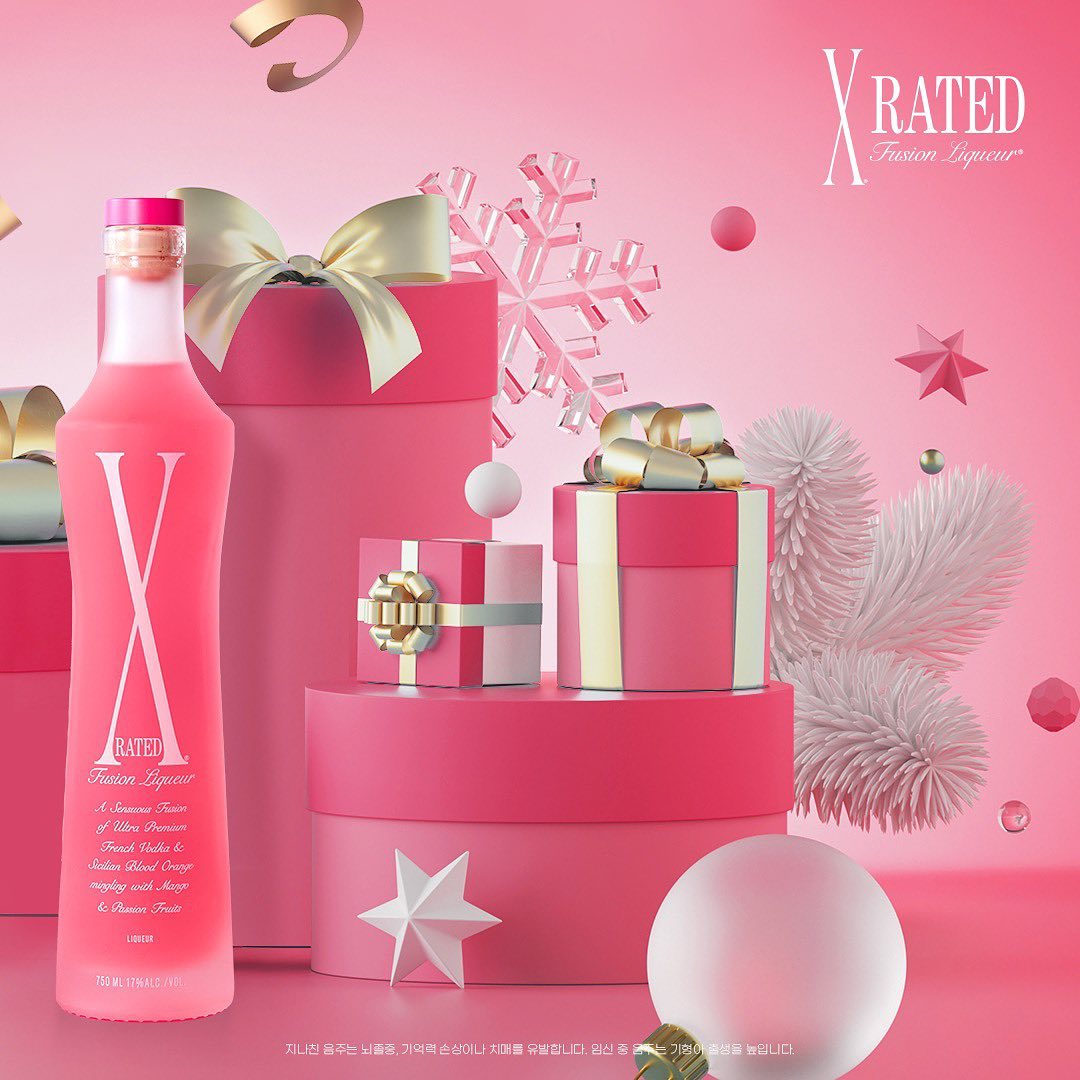 X RATED
Fusion Liqueur®
X
RATED®
Fusion Liqueur
A Sensuous Fusion
of Ultra Premium
French Vodka &
Sicilian Blood Orange
mingling with Mango
& Passion Fruits
LIQUEUR
750 ML 17% ALC./VOL.
지나친 음주는 뇌졸중, 기억력 손상이나 치매를 유발합니다. 임신 중 음주는 기형아 출생을 높입니다.